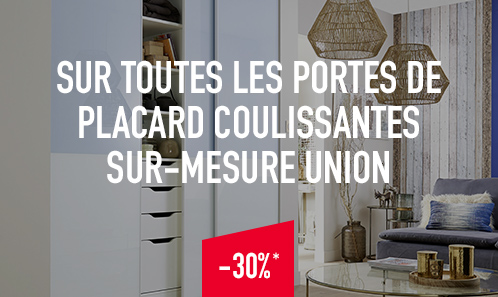 SUR TOUTES LES PORTES DE
PLACARD COULISSANTES
SUR-MESURE UNION
-30%*